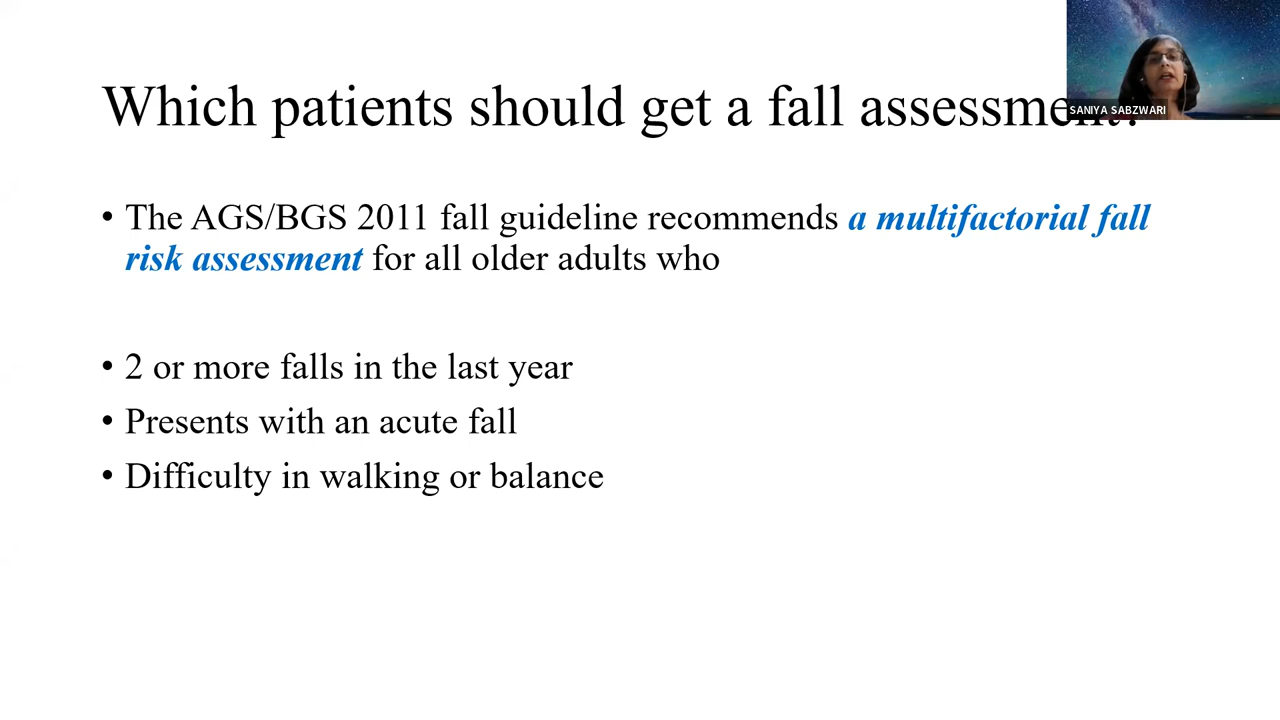 Which patients should get a fall assessment?
SANIYA SABZWARI
• The AGS/BGS 2011 fall guideline recommends a multifactorial fall
risk assessment for all older adults who
• 2 or more falls in the last year
• Presents with an acute fall
• Difficulty in walking or balance